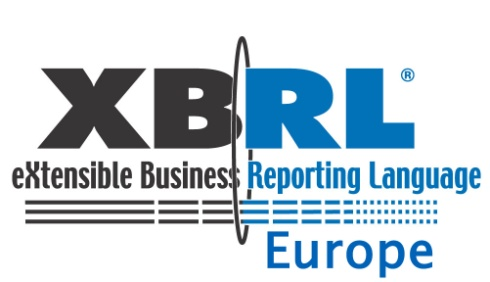 XBRL®
eXtensible Business Reporting Language
Europe